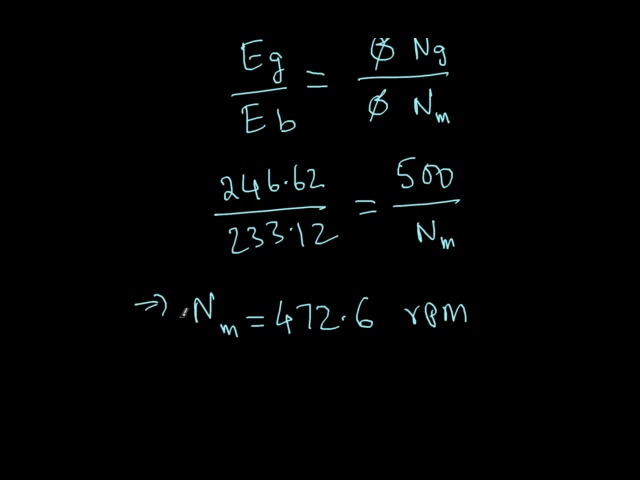 Eg / Eb = ϕ Ng / ϕ Nm
246.62 / 233.12 = 500 / Nm
⇒ Nm = 472.6 rpm